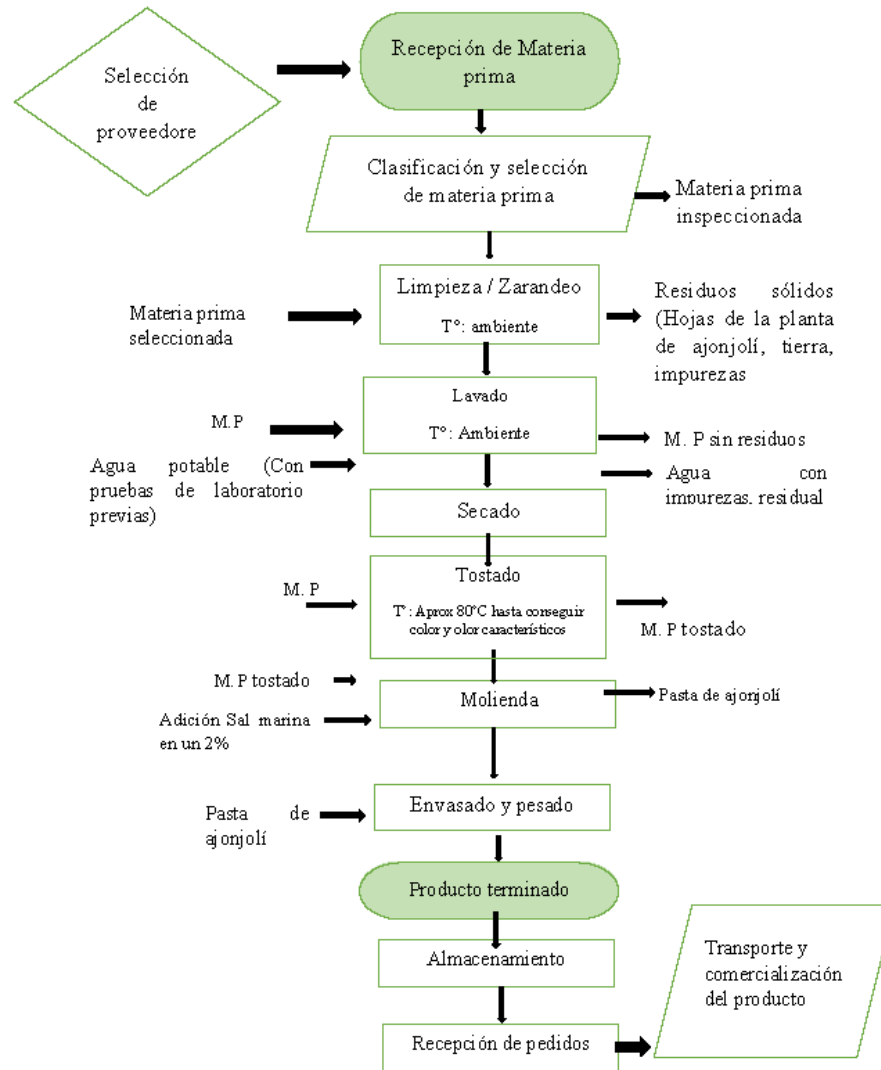 Selección
de
proveedore
Recepción de Materia
prima
Clasificación y selección
de materia prima
Materia prima
inspeccionada
Materia prima
seleccionada
Limpieza / Zarandeo
Tº: ambiente
Residuos sólidos
(Hojas de la planta
de ajonjolí, tierra,
impurezas
M.P
Lavado
Tº: Ambiente
M. P sin residuos
Agua potable (Con
pruebas de laboratorio
previas)
Agua con
impurezas. residual
Secado
M. P
Tostado
Tº: Aprox 80ºC hasta conseguir
color y olor característicos
M. P tostado
M.P tostado
Molienda
Pasta de ajonjolí
Adición Sal marina
en un 2%
Pasta de
ajonjolí
Envasado y pesado
Producto terminado
Almacenamiento
Transporte y
comercialización
del producto
Recepción de pedidos